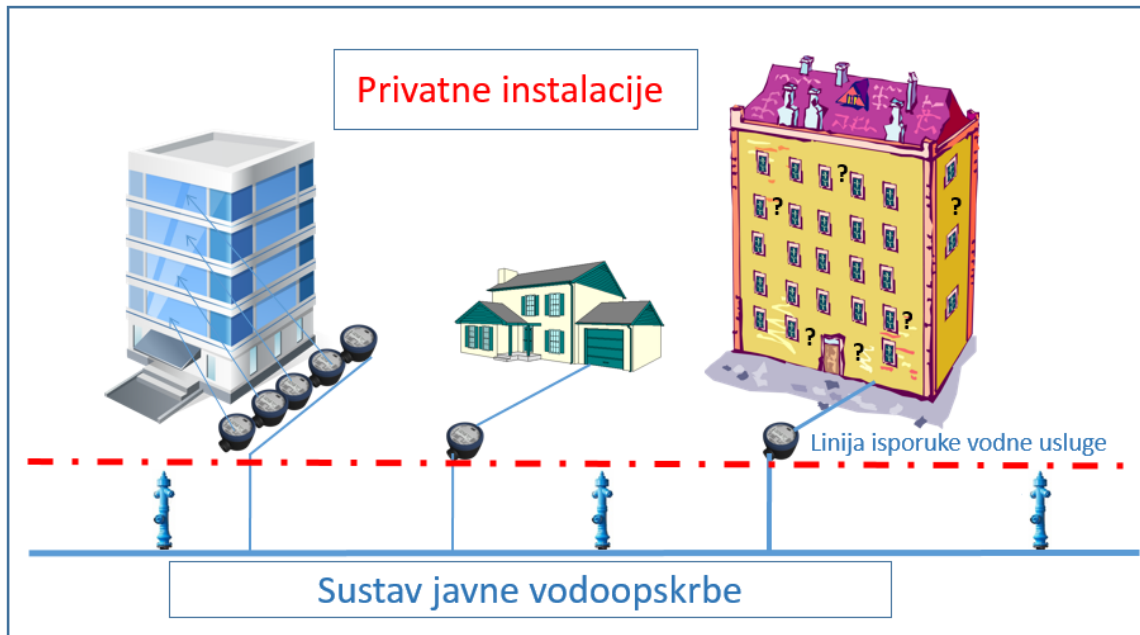 Privatne instalacije
?
?
?
?
?
?
Linija isporuke vodne usluge
Sustav javne vodoopskrbe